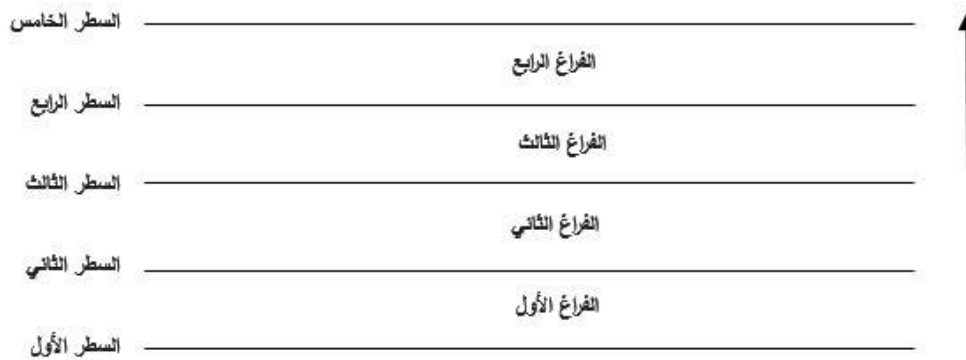 السطر الخامس
الفراغ الرابع
السطر الرابع
الفراغ الثالث
السطر الثالث
الفراغ الثاني
السطر الثاني
الفراغ الأول
السطر الأول